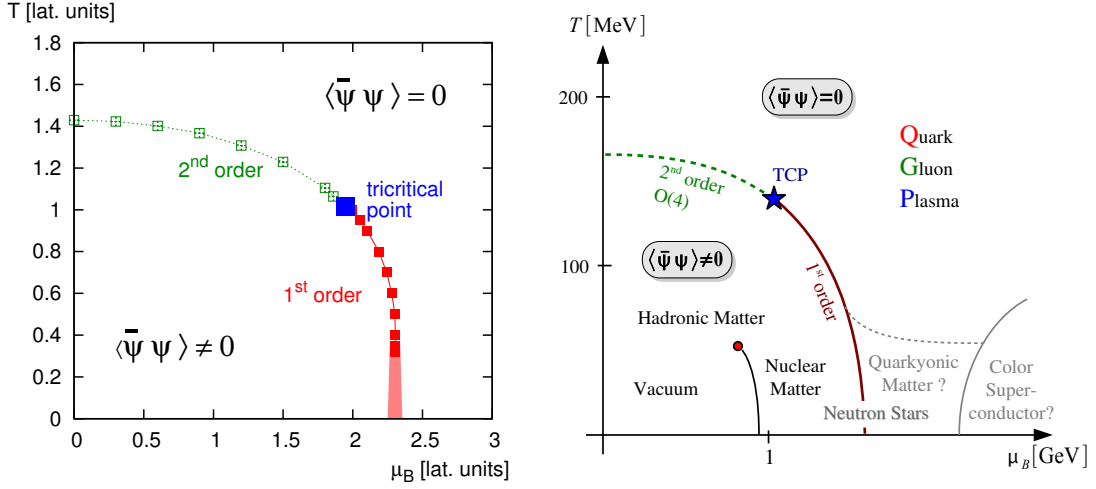 T [lat. units]
1.8
1.6
1.4
1.2
1
0.8
0.6
0.4
0.2
0
⟨ψ̄ ψ⟩ = 0
2nd order
tricritical
point
1st order
⟨ψ̄ ψ⟩ ≠ 0
0 0.5 1 1.5 2 2.5 3
μB [lat. units]
T [MeV]
200
100
⟨ψ̄ ψ⟩=0
Quark
Gluon
Plasma
TCP
2nd order
O(4)
⟨ψ̄ ψ⟩≠0
1st order
Hadronic Matter
Vacuum
Nuclear
Matter
Quarkyonic
Matter ?
Neutron Stars
Color
Super-
conductor?
1
μB [GeV]